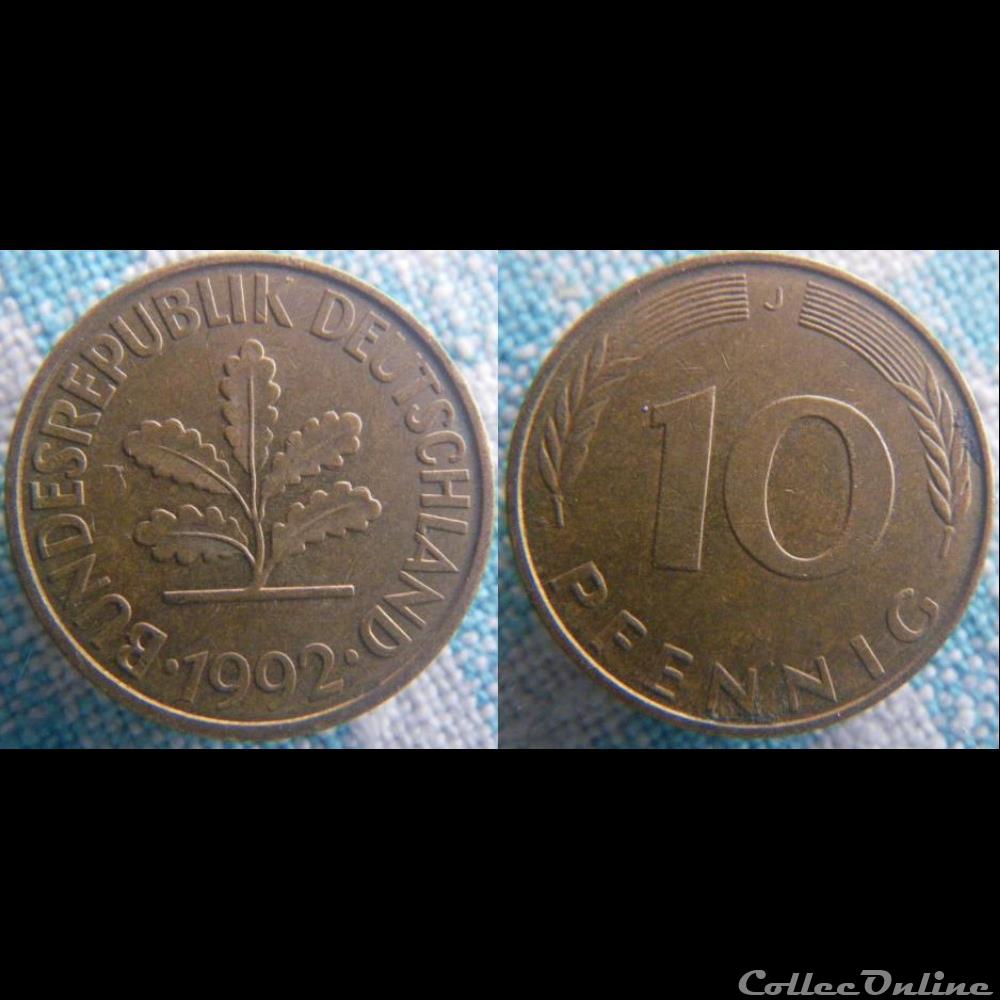 BUNDESREPUBLIK DEUTSCHLAND
· 1992 ·
J
10
PFENNIG
CollecOnline